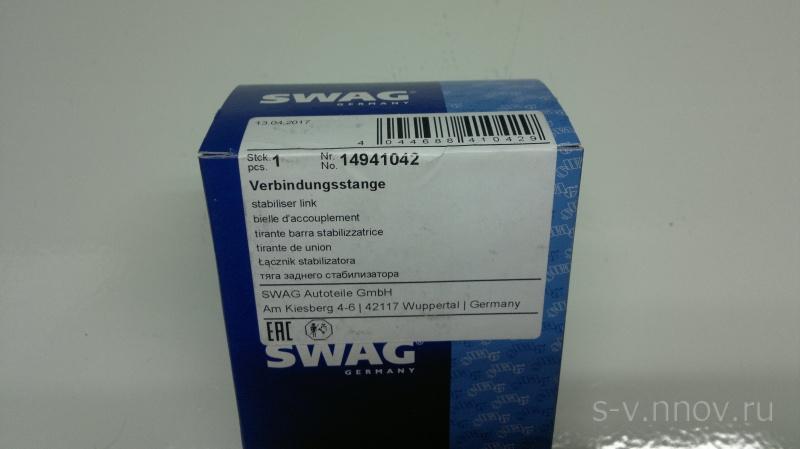 SWAG
GERMANY
13.04.2017
4 044688 410429
Stck. pcs. 1 Nr. No. 14941042
Verbindungsstange
stabiliser link
bielle d'accouplement
tirante barra stabilizzatrice
tirante de union
Łącznik stabilizatora
тяга заднего стабилизатора
SWAG Autoteile GmbH
Am Kiesberg 4-6 | 42117 Wuppertal | Germany
EAC
SWAG
GERMANY
s-v.nnov.ru